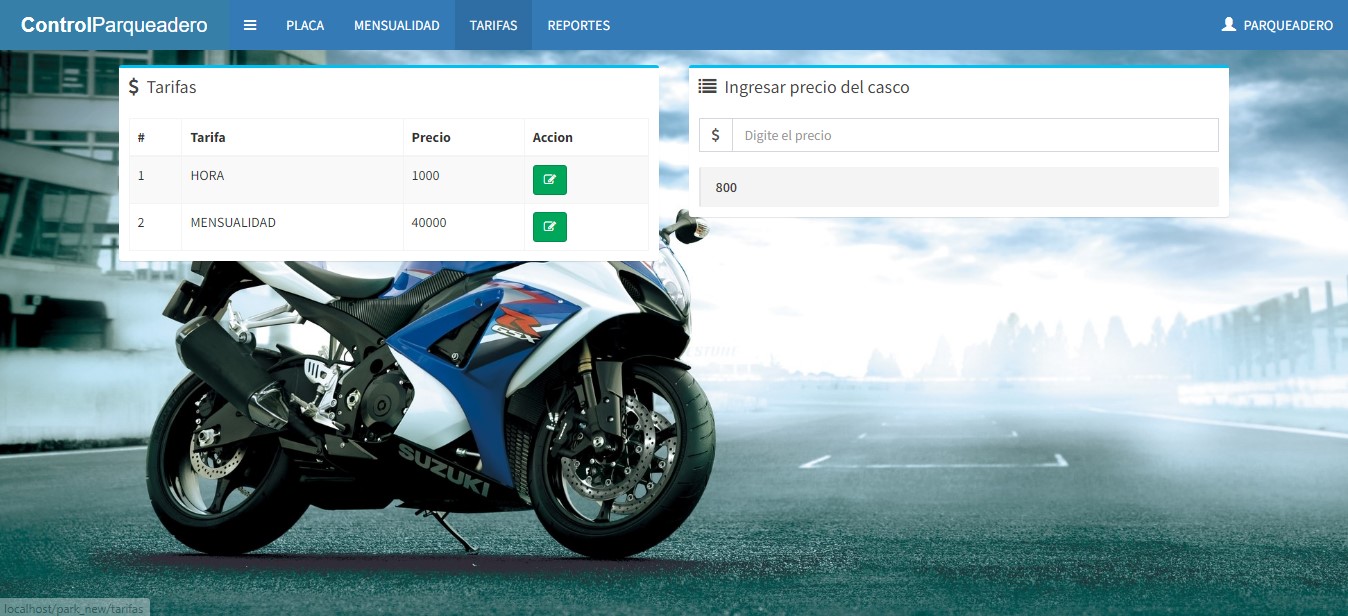 ControlParqueadero PLACA MENSUALIDAD TARIFAS REPORTES PARQUEADERO
$ Tarifas
# Tarifa Precio Accion
1 HORA 1000
2 MENSUALIDAD 40000
Ingresar precio del casco
$ Digite el precio
800
R
GSX
SUZUKI
localhost/park_new/tarifas